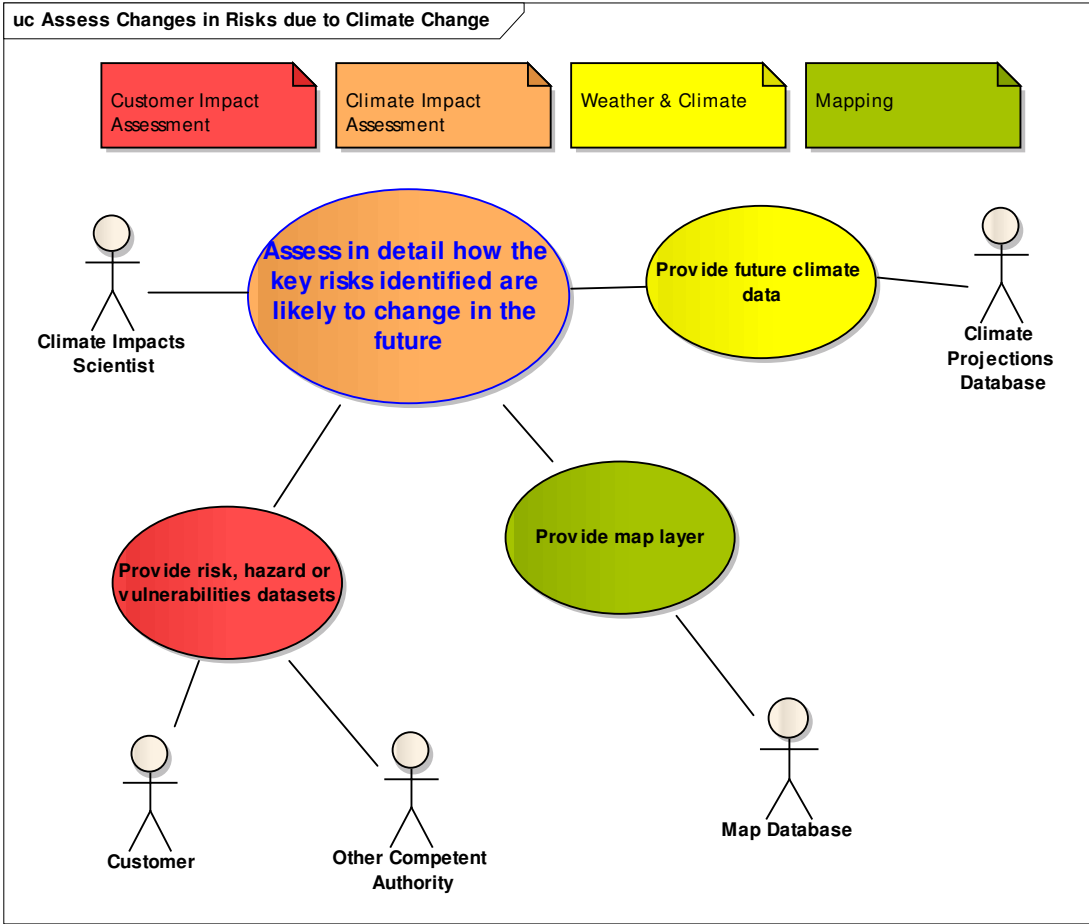 uc Assess Changes in Risks due to Climate Change
Customer Impact
Assessment
Climate Impact
Assessment
Weather & Climate
Mapping
Assess in detail how the
key risks identified are
likely to change in the
future
Provide future climate
data
Climate Impacts
Scientist
Climate
Projections
Database
Provide map layer
Provide risk, hazard or
vulnerabilities datasets
Map Database
Customer
Other Competent
Authority